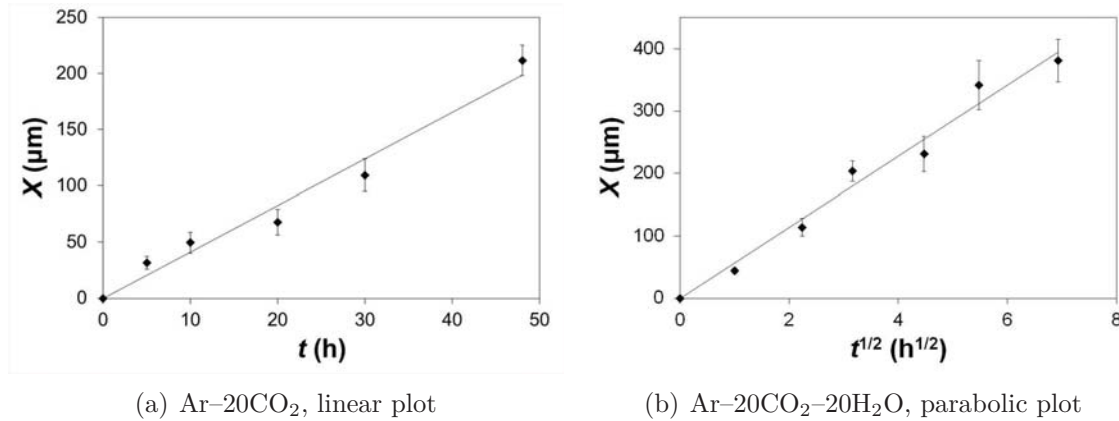 250
200
150
100
50
0
X (µm)
0 10 20 30 40 50
t (h)
(a) Ar–20CO₂, linear plot
400
300
200
100
0
X (µm)
0 2 4 6 8
t^{1/2} (h^{1/2})
(b) Ar–20CO₂–20H₂O, parabolic plot